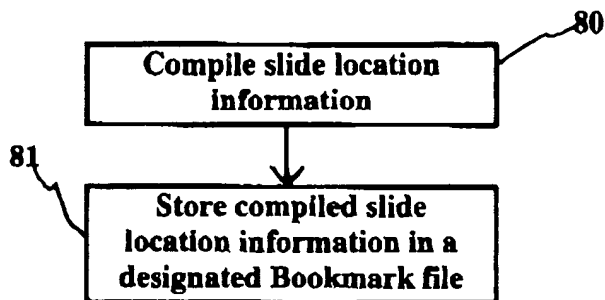 80
Compile slide location
information
81
Store compiled slide
location information in a
designated Bookmark file